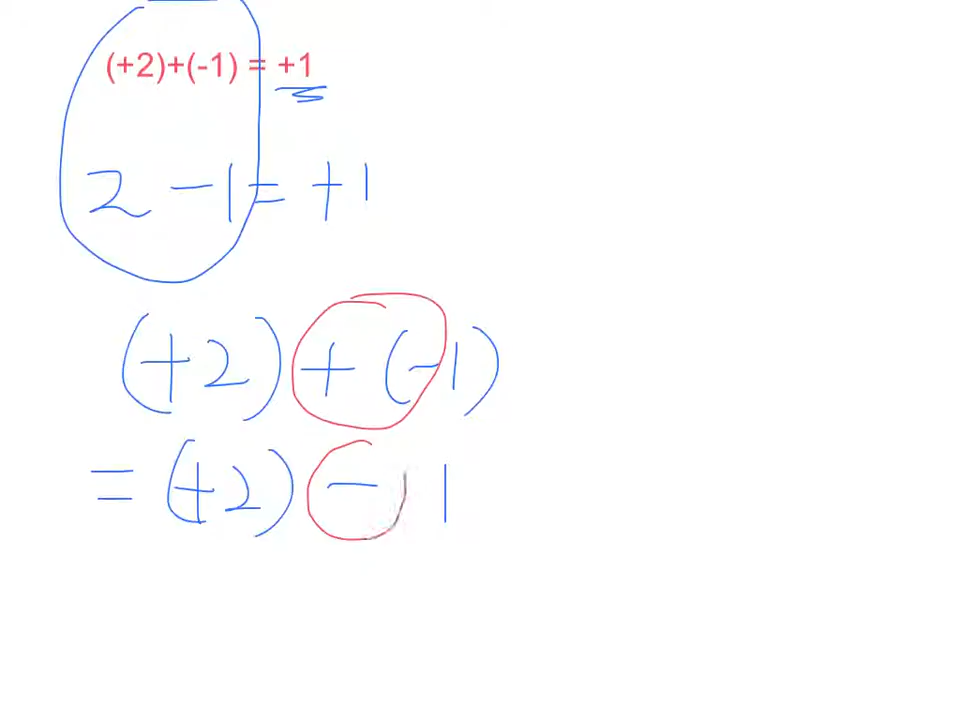 (+2)+(-1) = +1
2 - 1 = +1
(+2) + (-1)
= (+2) - 1